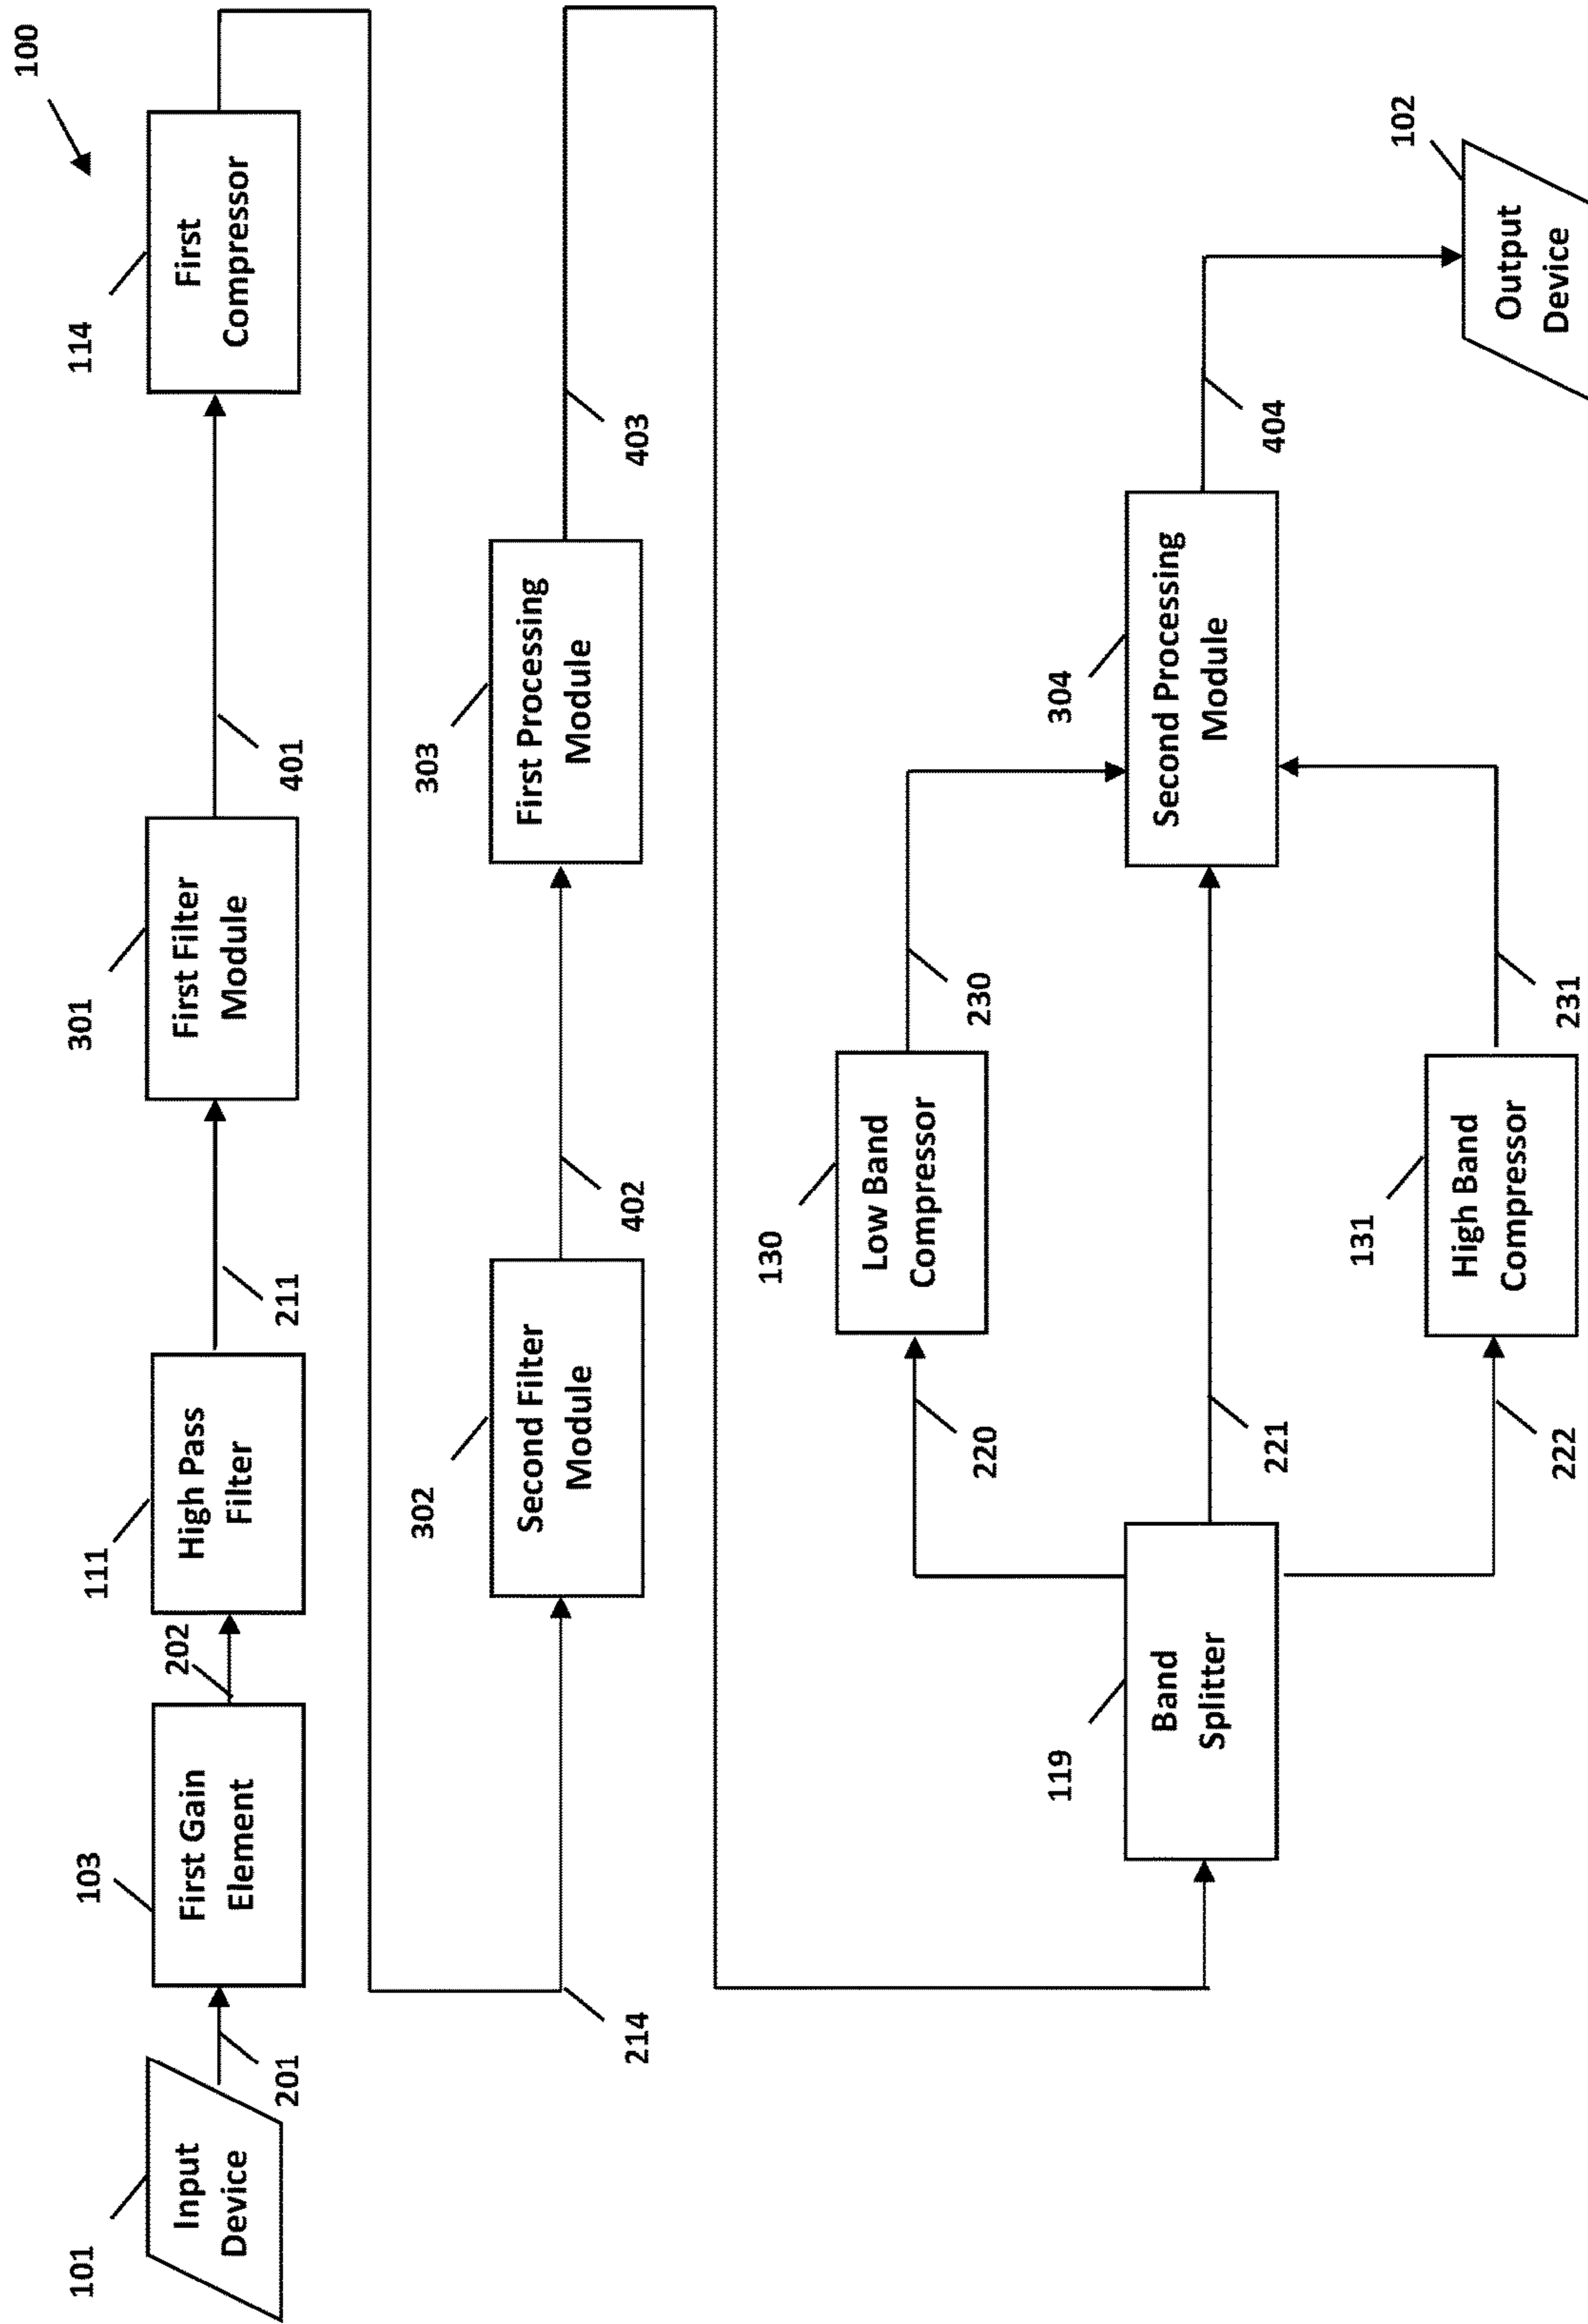 100
101
Input
Device
201
103
First Gain
Element
202
111
High Pass
Filter
211
301
First Filter
Module
401
114
First
Compressor
214
302
Second Filter
Module
402
303
First Processing
Module
403
119
Band
Splitter
220
221
222
130
Low Band
Compressor
230
131
High Band
Compressor
231
304
Second Processing
Module
404
102
Output
Device